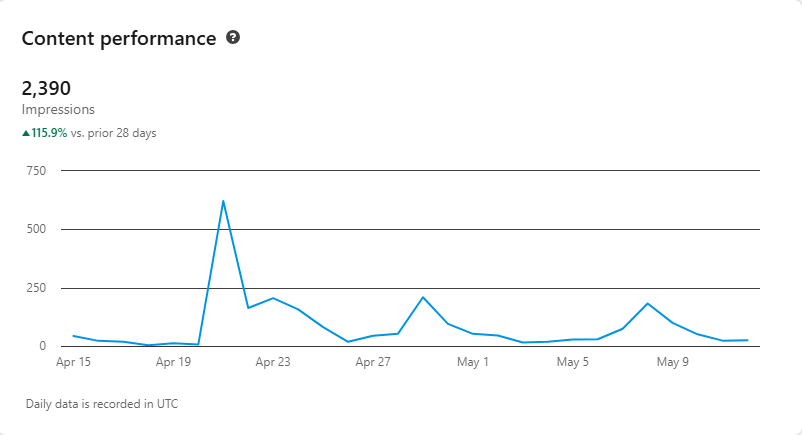 Content performance ?
2,390
Impressions
▲115.9% vs. prior 28 days
750
500
250
0
Apr 15 Apr 19 Apr 23 Apr 27 May 1 May 5 May 9
Daily data is recorded in UTC